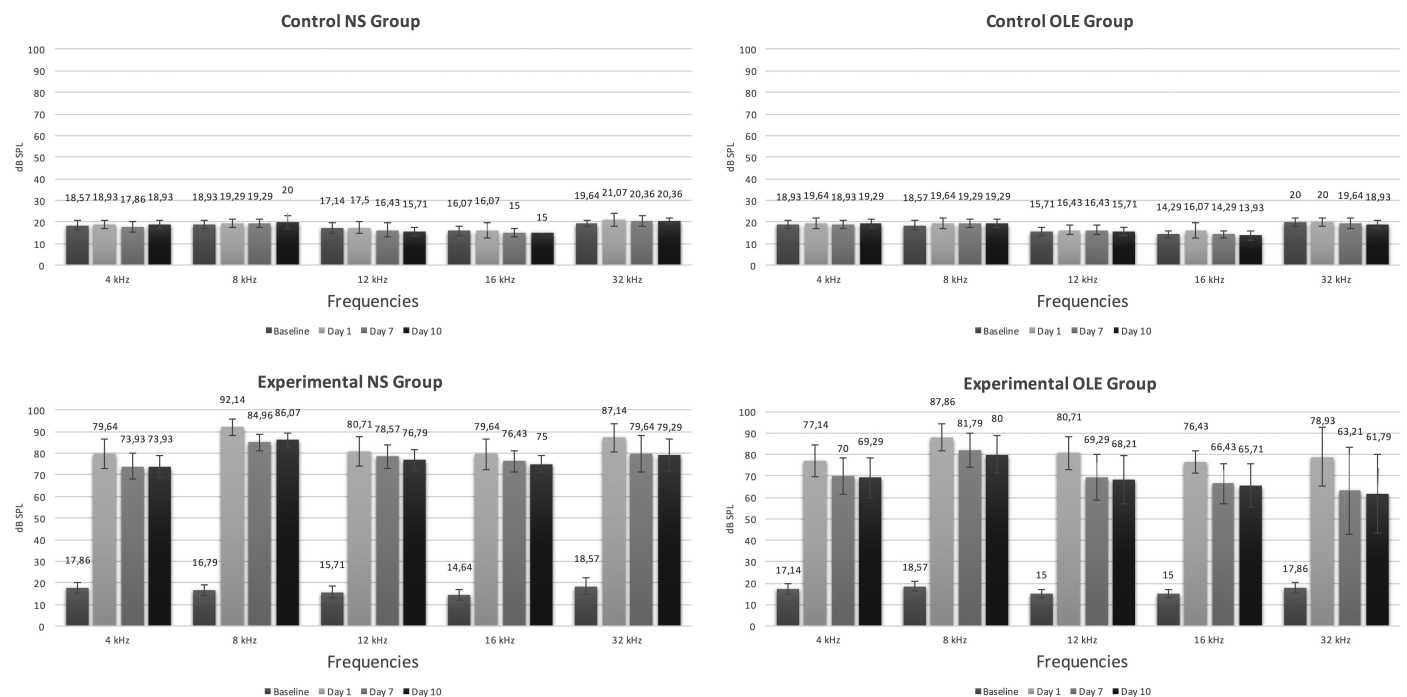 Control NS Group
100
90
80
70
60
50
40
30
20
10
0
dB SPL
18,57 18,93 17,86 18,93
18,93 19,29 19,29 20
17,14 17,5 16,43 15,71
16,07 16,07 15 15
19,64 21,07 20,36 20,36
4 kHz 8 kHz 12 kHz 16 kHz 32 kHz
Frequencies
Baseline Day 1 Day 7 Day 10
Control OLE Group
100
90
80
70
60
50
40
30
20
10
0
dB SPL
18,93 19,64 18,93 19,29
18,57 19,64 19,29 19,29
15,71 16,43 16,43 15,71
14,29 16,07 14,29 13,93
20 20 19,64 18,93
4 kHz 8 kHz 12 kHz 16 kHz 32 kHz
Frequencies
Baseline Day 1 Day 7 Day 10
Experimental NS Group
100
90
80
70
60
50
40
30
20
10
0
dB SPL
17,86 79,64 73,93 73,93
16,79 92,14 84,96 86,07
15,71 80,71 78,57 76,79
14,64 79,64 76,43 75
18,57 87,14 79,64 79,29
4 kHz 8 kHz 12 kHz 16 kHz 32 kHz
Frequencies
Baseline Day 1 Day 7 Day 10
Experimental OLE Group
100
90
80
70
60
50
40
30
20
10
0
dB SPL
17,14 77,14 70 69,29
18,57 87,86 81,79 80
15 80,71 69,29 68,21
15 76,43 66,43 65,71
17,86 78,93 63,21 61,79
4 kHz 8 kHz 12 kHz 16 kHz 32 kHz
Frequencies
Baseline Day 1 Day 7 Day 10